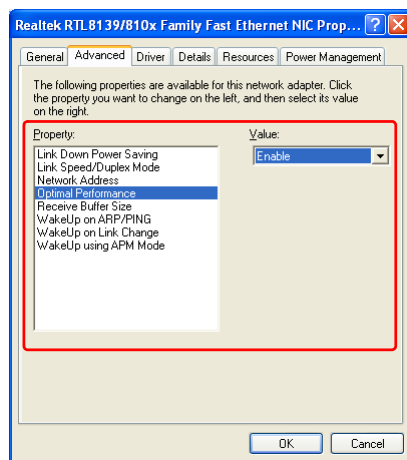 Realtek RTL8139/810x Family Fast Ethernet NIC Prop...
General Advanced Driver Details Resources Power Management
The following properties are available for this network adapter. Click
the property you want to change on the left, and then select its value
on the right.
Property:
Link Down Power Saving
Link Speed/Duplex Mode
Network Address
Optimal Performance
Receive Buffer Size
WakeUp on ARP/PING
WakeUp on Link Change
WakeUp using APM Mode
Value:
Enable
OK Cancel